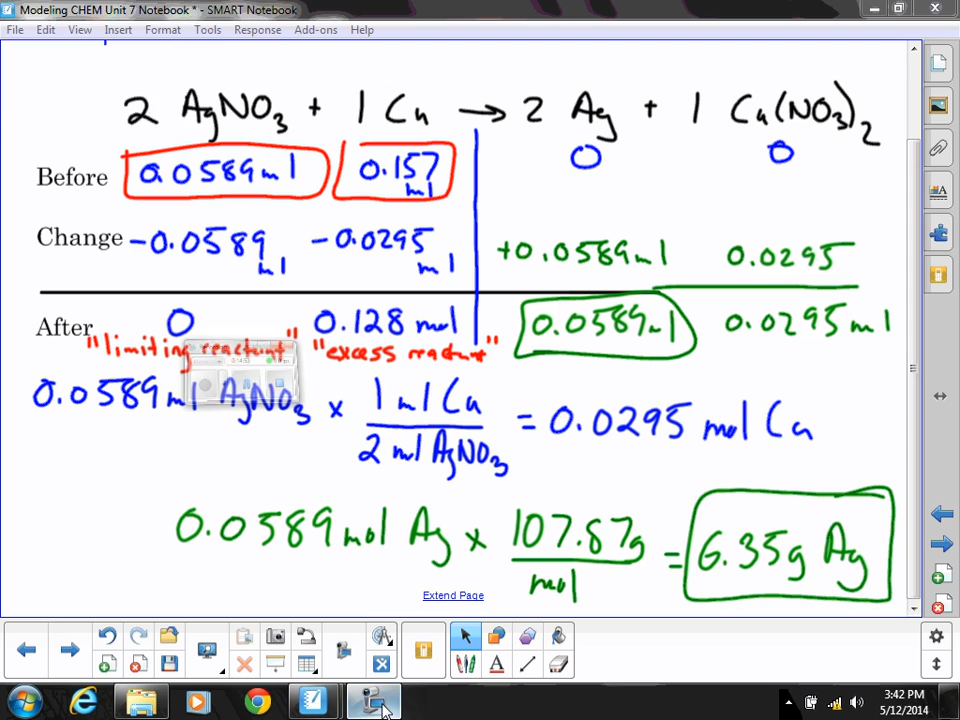 Modeling CHEM Unit 7 Notebook * - SMART Notebook
File Edit View Insert Format Tools Response Add-ons Help
2 AgNO3 + 1 Cu → 2 Ag + 1 Cu(NO3)2
Before 0.0589 ml 0.157 ml 0 0
Change -0.0589 ml -0.0295 ml +0.0589 ml 0.0295
After 0 0.128 mol 0.0589 ml 0.0295 ml
"limiting reactant" "excess reactant"
0.0589 ml AgNO3 x 1 ml Cu / 2 ml AgNO3 = 0.0295 mol Cu
0.0589 mol Ag x 107.87g / mol = 6.35g Ag
Extend Page
3:42 PM
5/12/2014